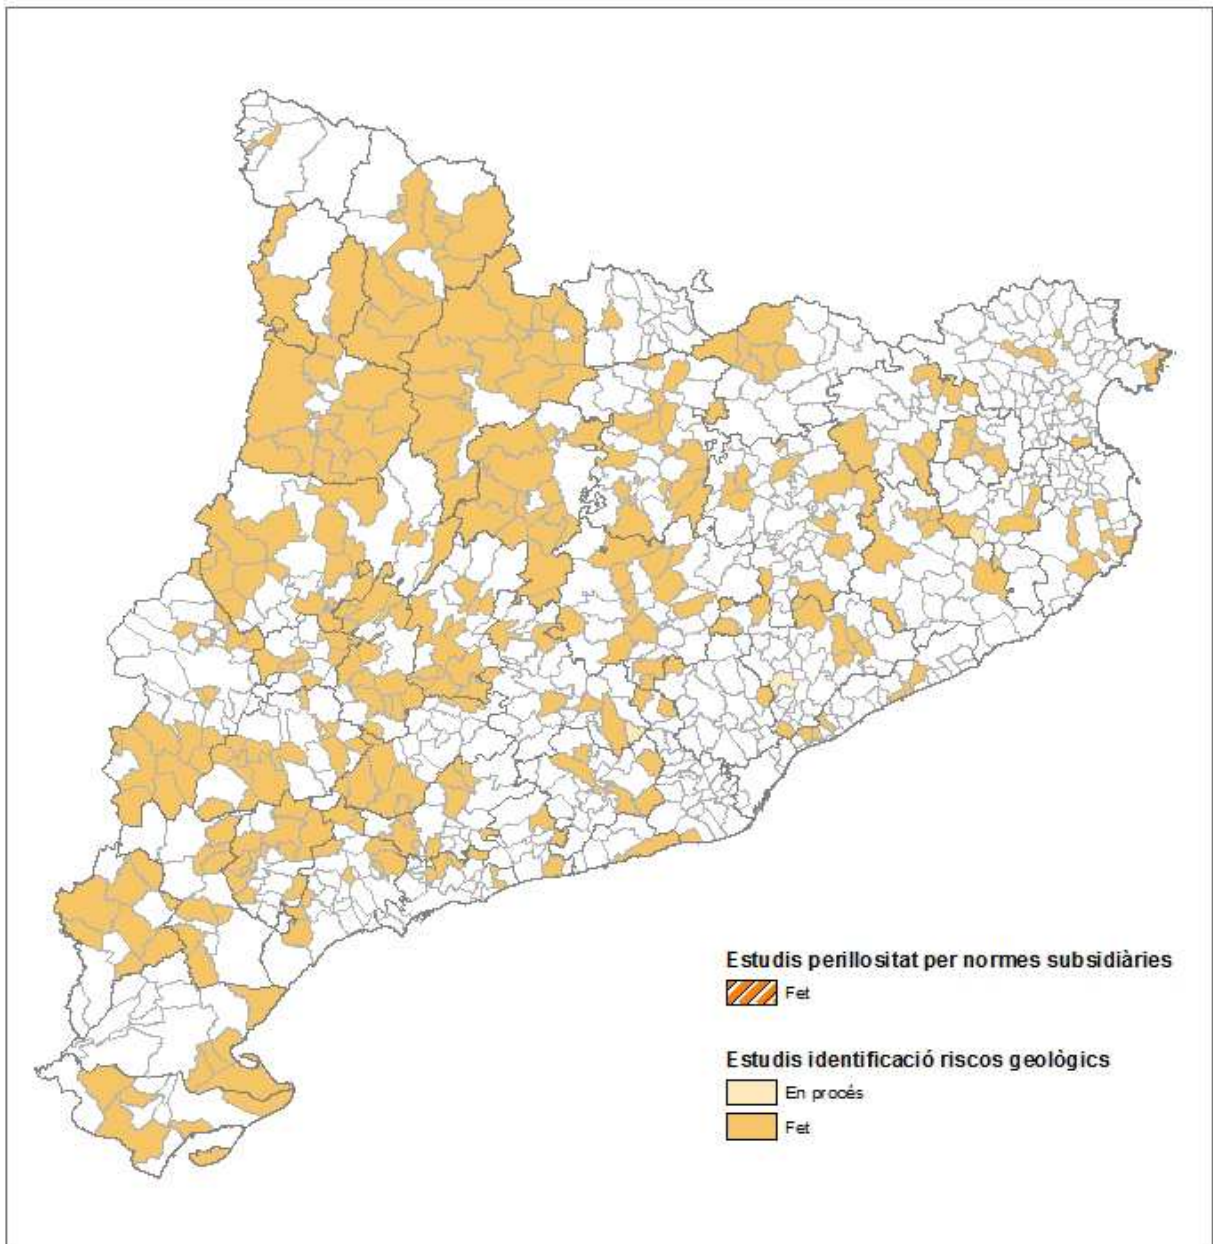 Estudis perillositat per normes subsidiàries
Fet
Estudis identificació riscos geològics
En procés
Fet